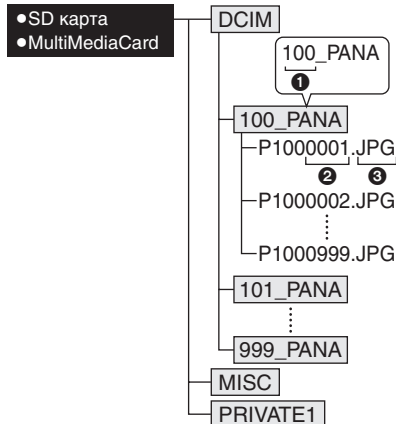 ●SD карта
●MultiMediaCard
DCIM
100_PANA
❶
100_PANA
P1000001.JPG
❷ ❸
P1000002.JPG
P1000999.JPG
101_PANA
999_PANA
MISC
PRIVATE1